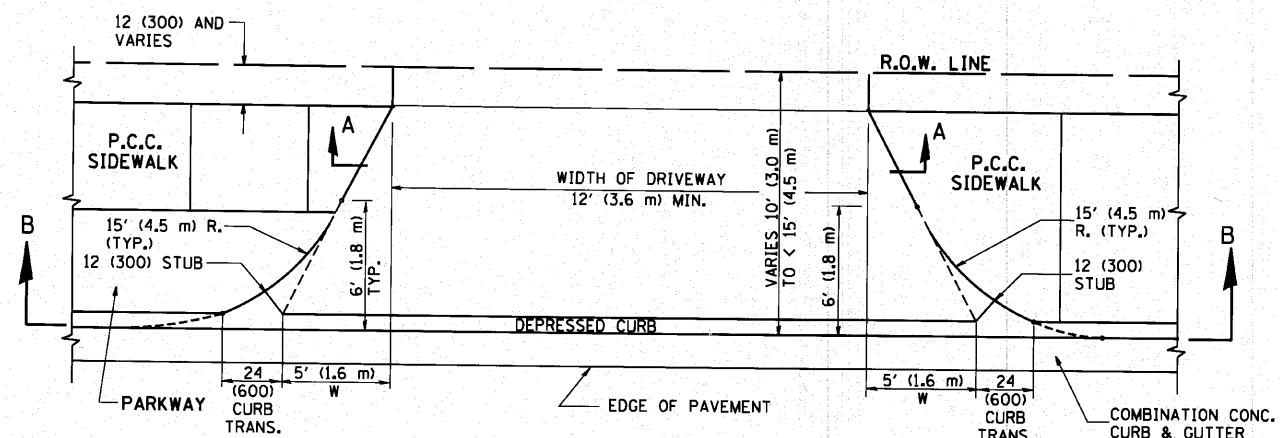 12 (300) AND
VARIES
R.O.W. LINE
A
A
P.C.C.
SIDEWALK
P.C.C.
SIDEWALK
WIDTH OF DRIVEWAY
12' (3.6 m) MIN.
VARIES 10' (3.0 m)
TO < 15' (4.5 m)
B
B
15' (4.5 m) R.
(TYP.)
12 (300) STUB
6' (1.8 m)
TYP.
6' (1.8 m)
15' (4.5 m)
R. (TYP.)
12 (300)
STUB
DEPRESSED CURB
24
(600)
CURB
TRANS.
5' (1.6 m)
W
5' (1.6 m)
W
24
(600)
CURB
TRANS.
PARKWAY
EDGE OF PAVEMENT
COMBINATION CONC.
CURB & GUTTER